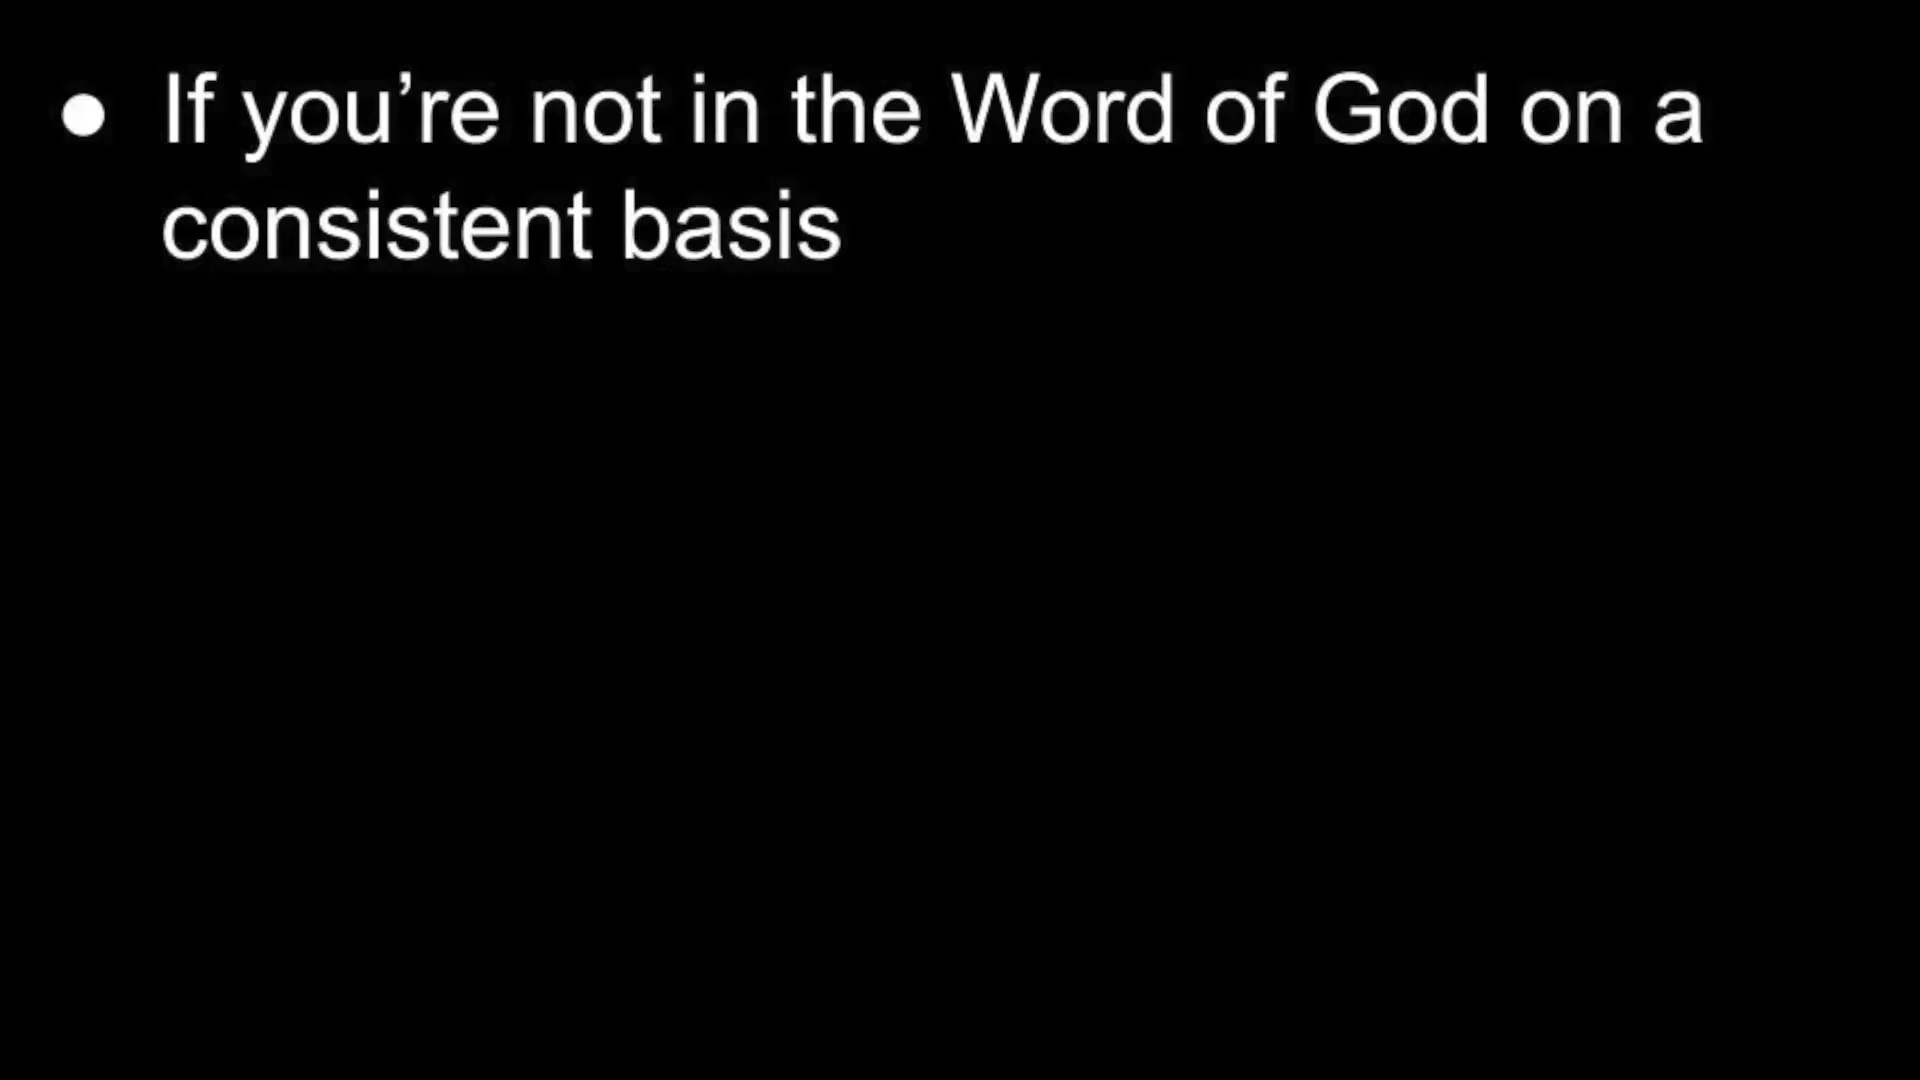 ● If you’re not in the Word of God on a
consistent basis